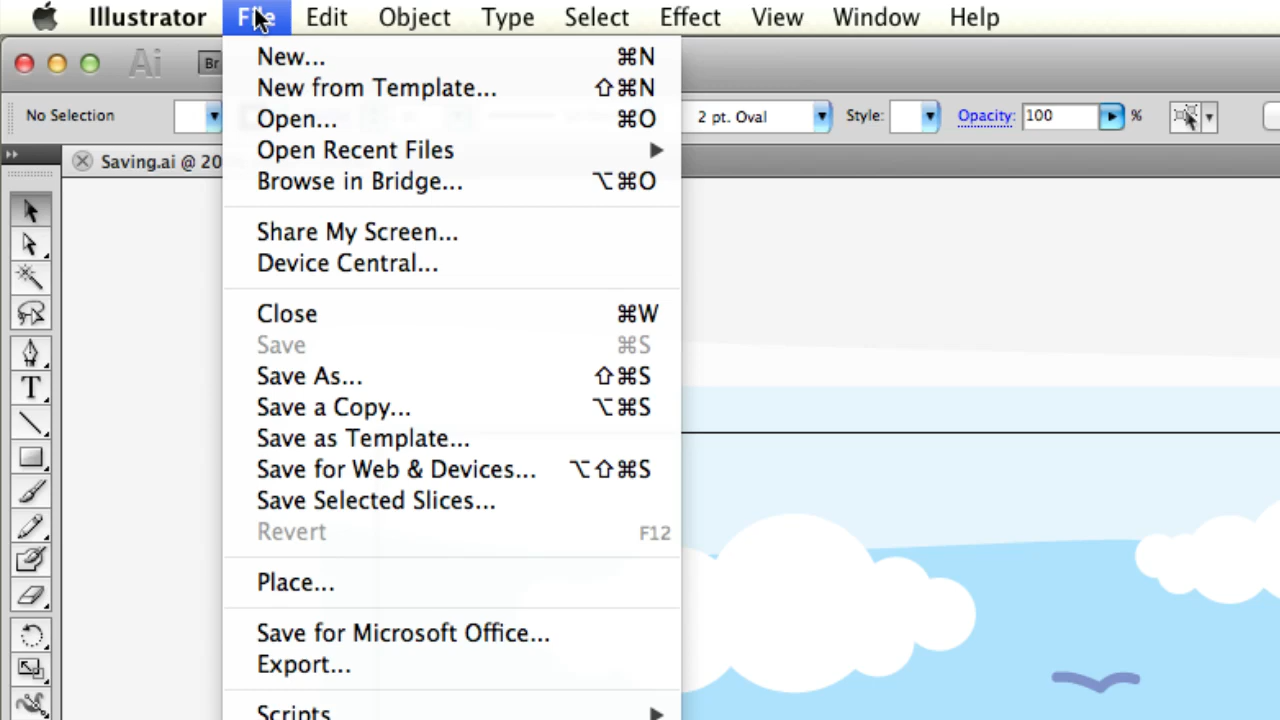 Illustrator File Edit Object Type Select Effect View Window Help
Ai Br
No Selection 2 pt. Oval Style: Opacity: 100 %
Saving.ai @ 20
New... ⌘N
New from Template... ⇧⌘N
Open... ⌘O
Open Recent Files ▶
Browse in Bridge... ⌥⌘O
Share My Screen...
Device Central...
Close ⌘W
Save ⌘S
Save As... ⇧⌘S
Save a Copy... ⌥⌘S
Save as Template...
Save for Web & Devices... ⌥⇧⌘S
Save Selected Slices...
Revert F12
Place...
Save for Microsoft Office...
Export...
Scripts ▶
T